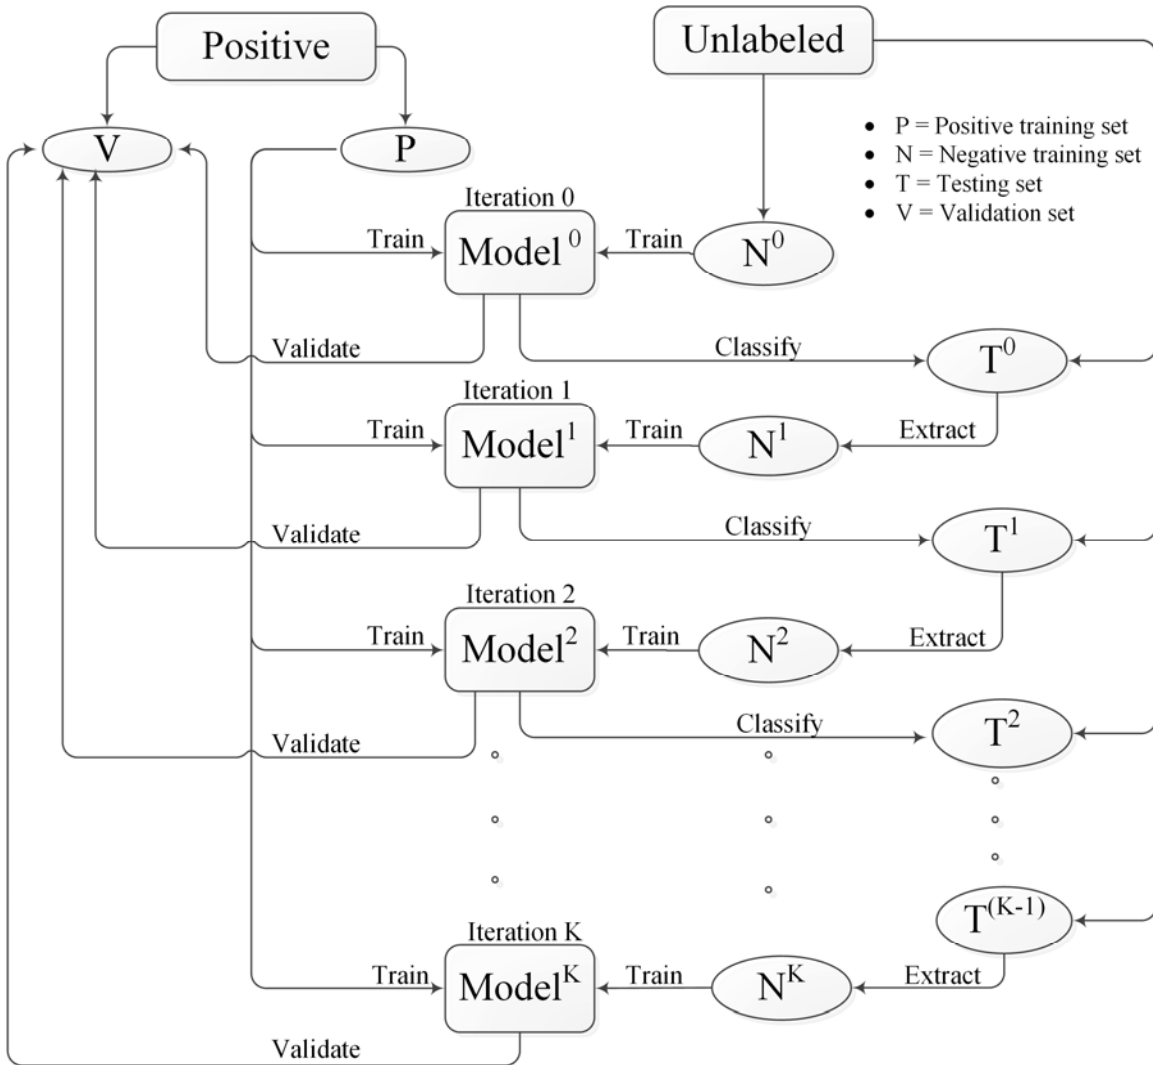 Positive
Unlabeled
V
P
• P = Positive training set
• N = Negative training set
• T = Testing set
• V = Validation set
Iteration 0
Train
Model⁰
Train
N⁰
Validate
Classify
T⁰
Iteration 1
Train
Model¹
Train
N¹
Extract
Validate
Classify
T¹
Iteration 2
Train
Model²
Train
N²
Extract
Validate
Classify
T²
T⁽ᴷ⁻¹⁾
Iteration K
Train
Modelᴷ
Train
Nᴷ
Extract
Validate